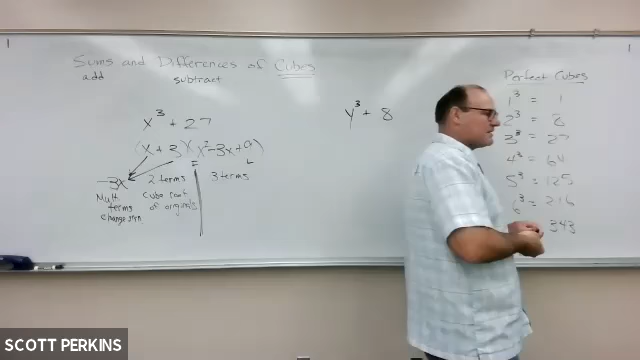 Sums and Differences of Cubes
add subtract
x³ + 27
(x + 3)(x² - 3x + 9)
-3x
2 terms
3 terms
Mult. terms change sign
cube root of originals
y³ + 8
Perfect Cubes
1³ = 1
2³ = 8
3³ = 27
4³ = 64
5³ = 125
6³ = 216
343
SCOTT PERKINS